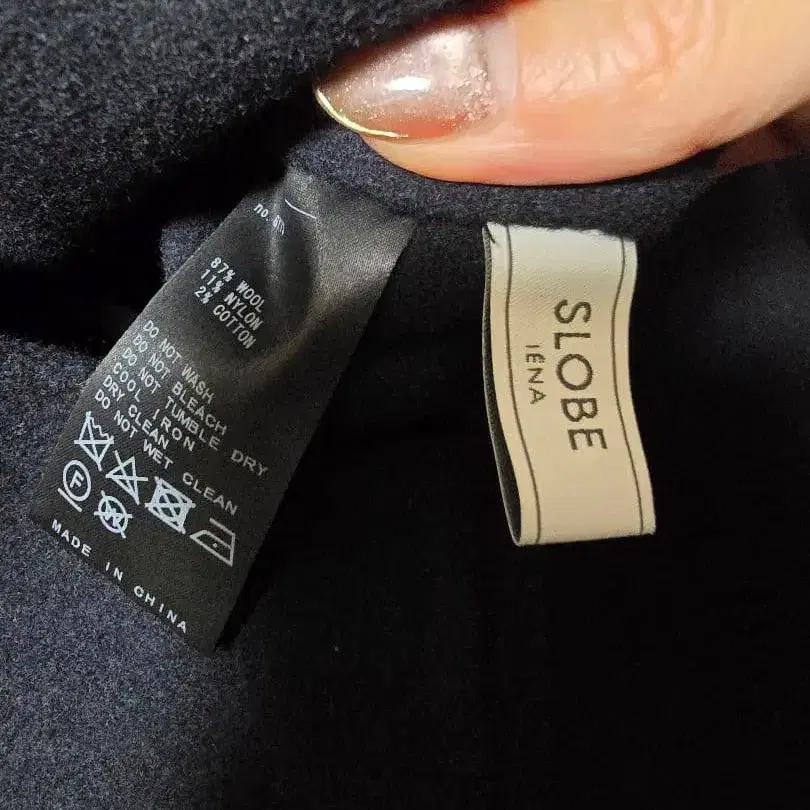 87% WOOL
11% NYLON
2% COTTON
DO NOT WASH
DO NOT BLEACH
DO NOT TUMBLE DRY
COOL IRON
DRY CLEAN
DO NOT WET CLEAN
F
W
MADE IN CHINA
SLOBE
IÉNA